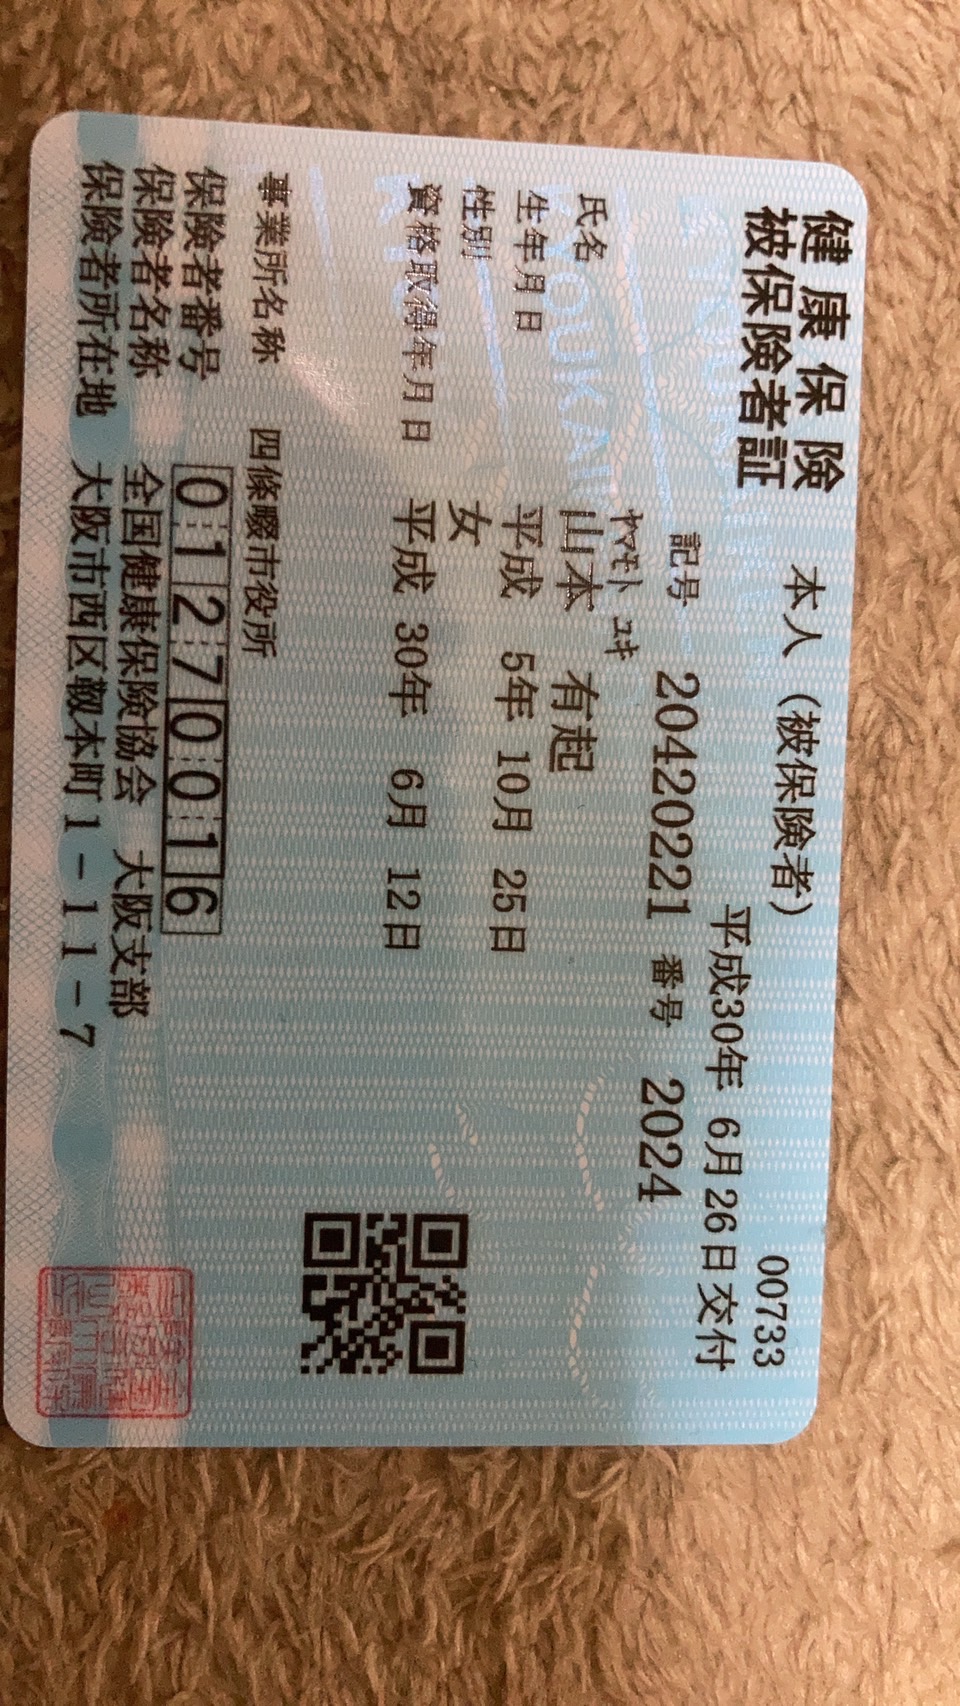 健康保険
被保険者証
本人（被保険者）
00733
平成30年 6月 26日交付
記号 20420221 番号 2024
ﾔﾏﾓﾄ ﾕｷ
氏名 山本 有起
生年月日 平成 5年 10月 25日
性別 女
資格取得年月日 平成 30年 6月 12日
事業所名称 四條畷市役所
保険者番号 01270016
保険者名称 全国健康保険協会 大阪支部
保険者所在地 大阪市西区靱本町1-11-7